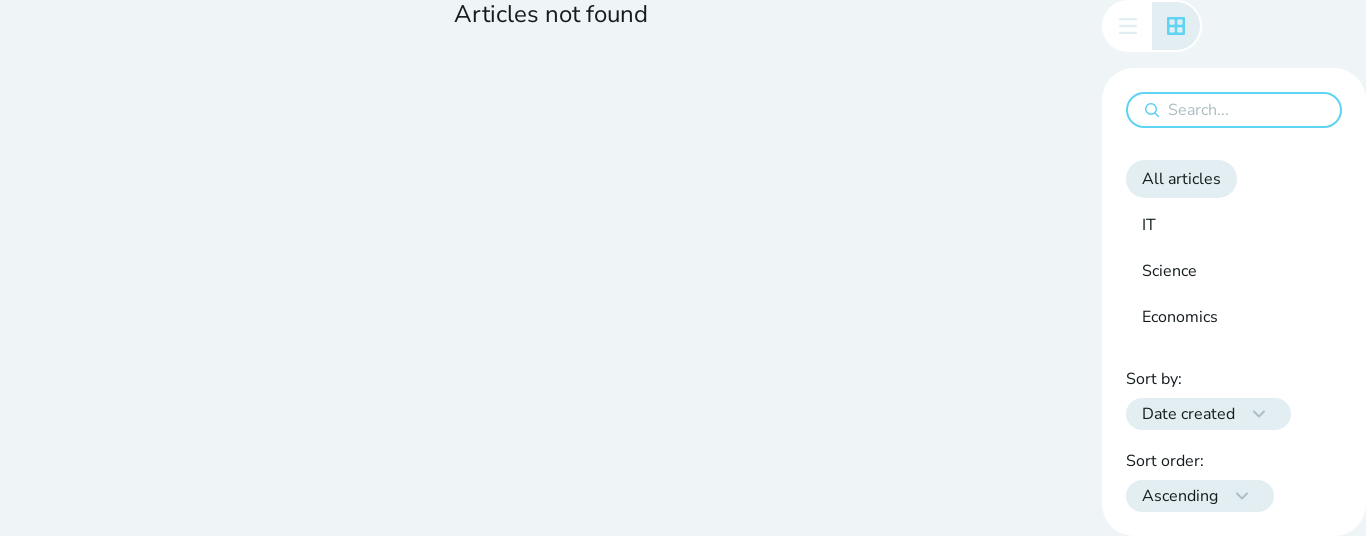 Articles not found
Search...
All articles
IT
Science
Economics
Sort by:
Date created
Sort order:
Ascending